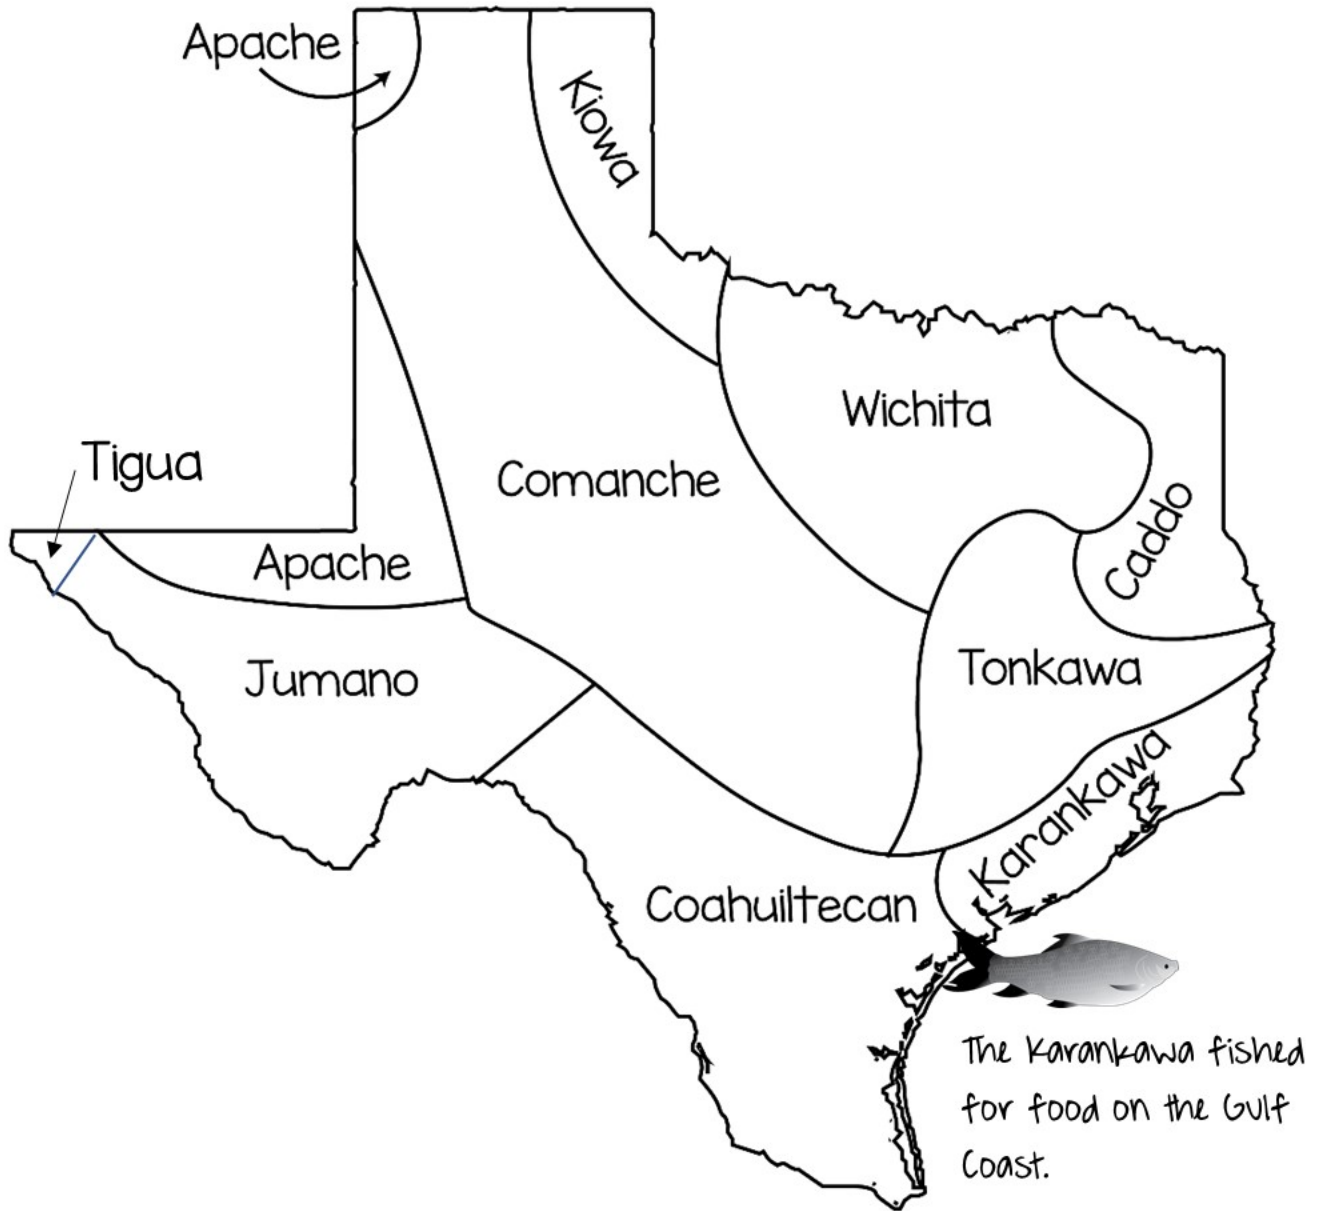 Apache
Kiowa
Wichita
Tigua
Comanche
Caddo
Apache
Tonkawa
Jumano
Karankawa
Coahuiltecan
The Karankawa fished
for food on the Gulf
Coast.